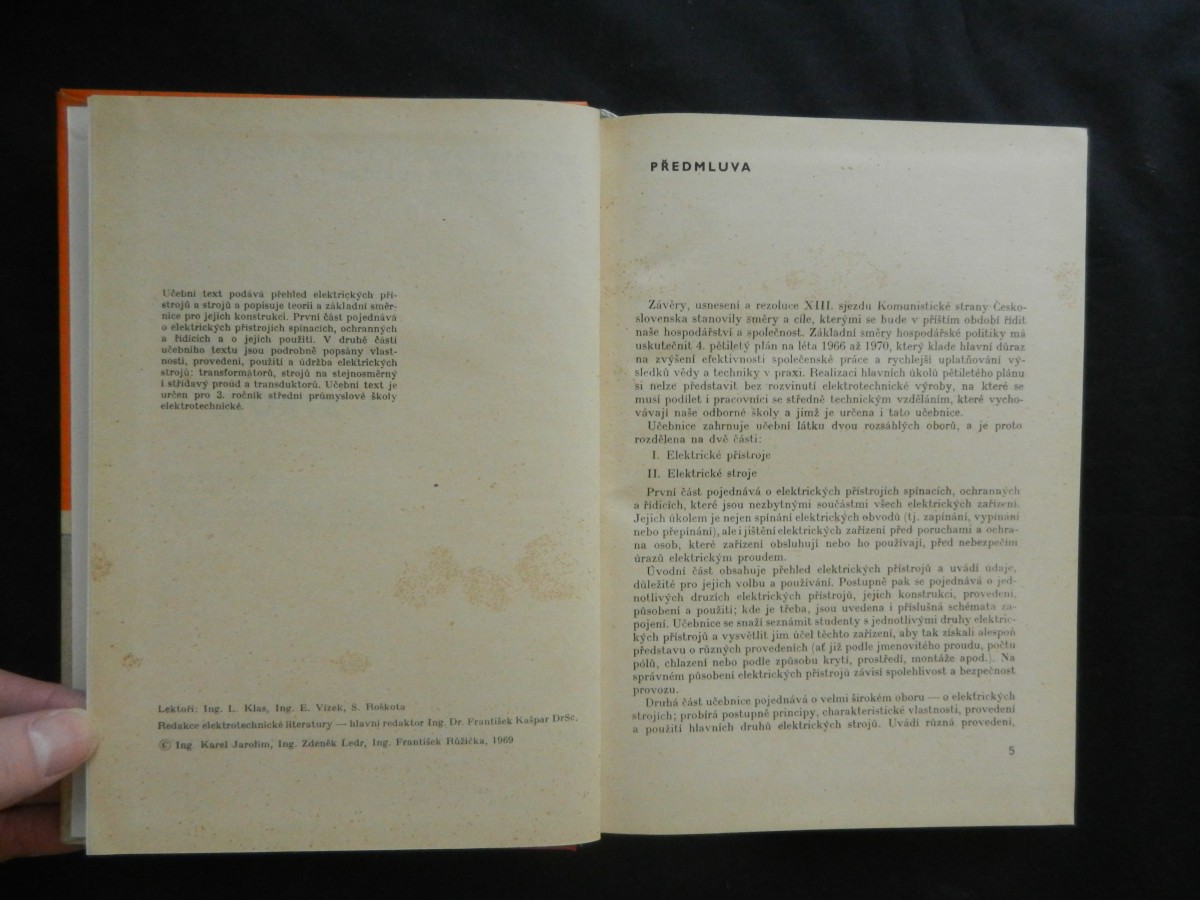 Učební text podává přehled elektrických pří-
strojů a strojů a popisuje teorii a základní směr-
nice pro jejich konstrukci. První část pojednává
o elektrických přístrojích spínacích, ochranných
a řídicích a o jejich použití. V druhé části
učebního textu jsou podrobně popsány vlast-
nosti, provedení, použití a údržba elektrických
strojů: transformátorů, strojů na stejnosměrný
i střídavý proud a transduktorů. Učební text je
určen pro 3. ročník střední průmyslové školy
elektrotechnické.
Lektoři: Ing. L. Klas, Ing. E. Vízek, S. Roškota
Redakce elektrotechnické literatury — hlavní redaktor Ing. Dr. František Kašpar DrSc.
© Ing. Karel Jarolím, Ing. Zdeněk Ledr, Ing. František Růžička, 1969
PŘEDMLUVA
Závěry, usnesení a rezoluce XIII. sjezdu Komunistické strany Česko-
slovenska stanovily směry a cíle, kterými se bude v příštím období řídit
naše hospodářství a společnost. Základní směry hospodářské politiky má
uskutečnit 4. pětiletý plán na léta 1966 až 1970, který klade hlavní důraz
na zvýšení efektivnosti společenské práce a rychlejší uplatňování vý-
sledků vědy a techniky v praxi. Realizaci hlavních úkolů pětiletého plánu
si nelze představit bez rozvinutí elektrotechnické výroby, na které se
musí podílet i pracovníci se středně technickým vzděláním, které vycho-
vávají naše odborné školy a jimž je určena i tato učebnice.
Učebnice zahrnuje učební látku dvou rozsáhlých oborů, a je proto
rozdělena na dvě části:
I. Elektrické přístroje
II. Elektrické stroje
První část pojednává o elektrických přístrojích spínacích, ochranných
a řídicích, které jsou nezbytnými součástmi všech elektrických zařízení.
Jejich úkolem je nejen spínání elektrických obvodů (tj. zapínání, vypínání
nebo přepínání), ale i jištění elektrických zařízení před poruchami a ochra-
na osob, které zařízení obsluhují nebo ho používají, před nebezpečím
úrazů elektrickým proudem.
Úvodní část obsahuje přehled elektrických přístrojů a uvádí údaje,
důležité pro jejich volbu a používání. Postupně pak se pojednává o jed-
notlivých druzích elektrických přístrojů, jejich konstrukci, provedení,
působení a použití; kde je třeba, jsou uvedena i příslušná schémata za-
pojení. Učebnice se snaží seznámit studenty s jednotlivými druhy elektric-
kých přístrojů a vysvětlit jim účel těchto zařízení, aby tak získali alespoň
představu o různých provedeních (ať již podle jmenovitého proudu, počtu
pólů, chlazení nebo podle způsobu krytí, prostředí, montáže apod.). Na
správném působení elektrických přístrojů závisí spolehlivost a bezpečnost
provozu.
Druhá část učebnice pojednává o velmi širokém oboru — o elektrických
strojích; probírá postupně principy, charakteristické vlastnosti, provedení
a použití hlavních druhů elektrických strojů. Uvádí různá provedení,
5